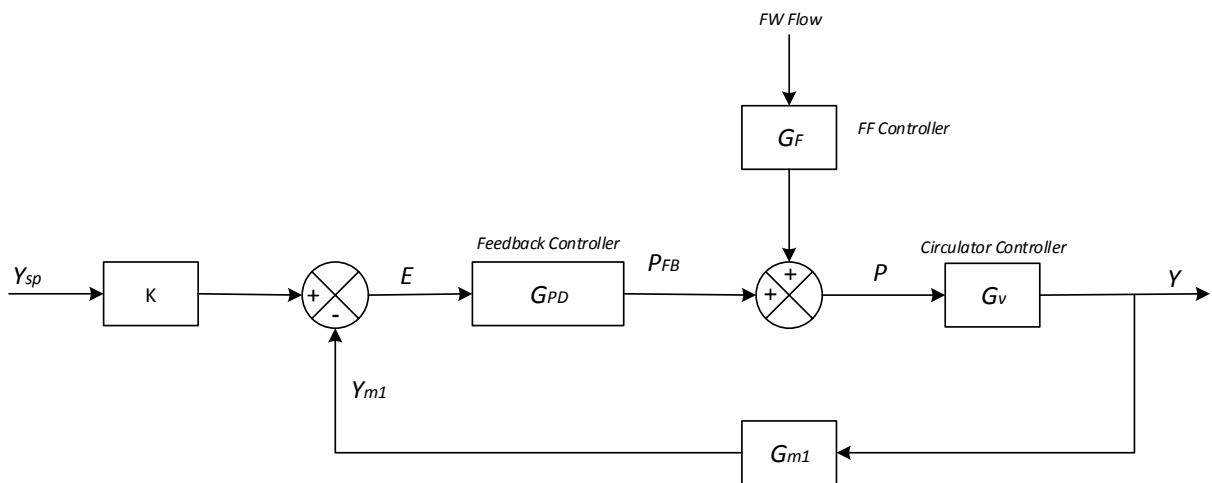 FW Flow
GF
FF Controller
Feedback Controller
Circulator Controller
Ysp
K
+
-
E
GPD
PFB
+
+
P
Gv
Y
Ym1
Gm1